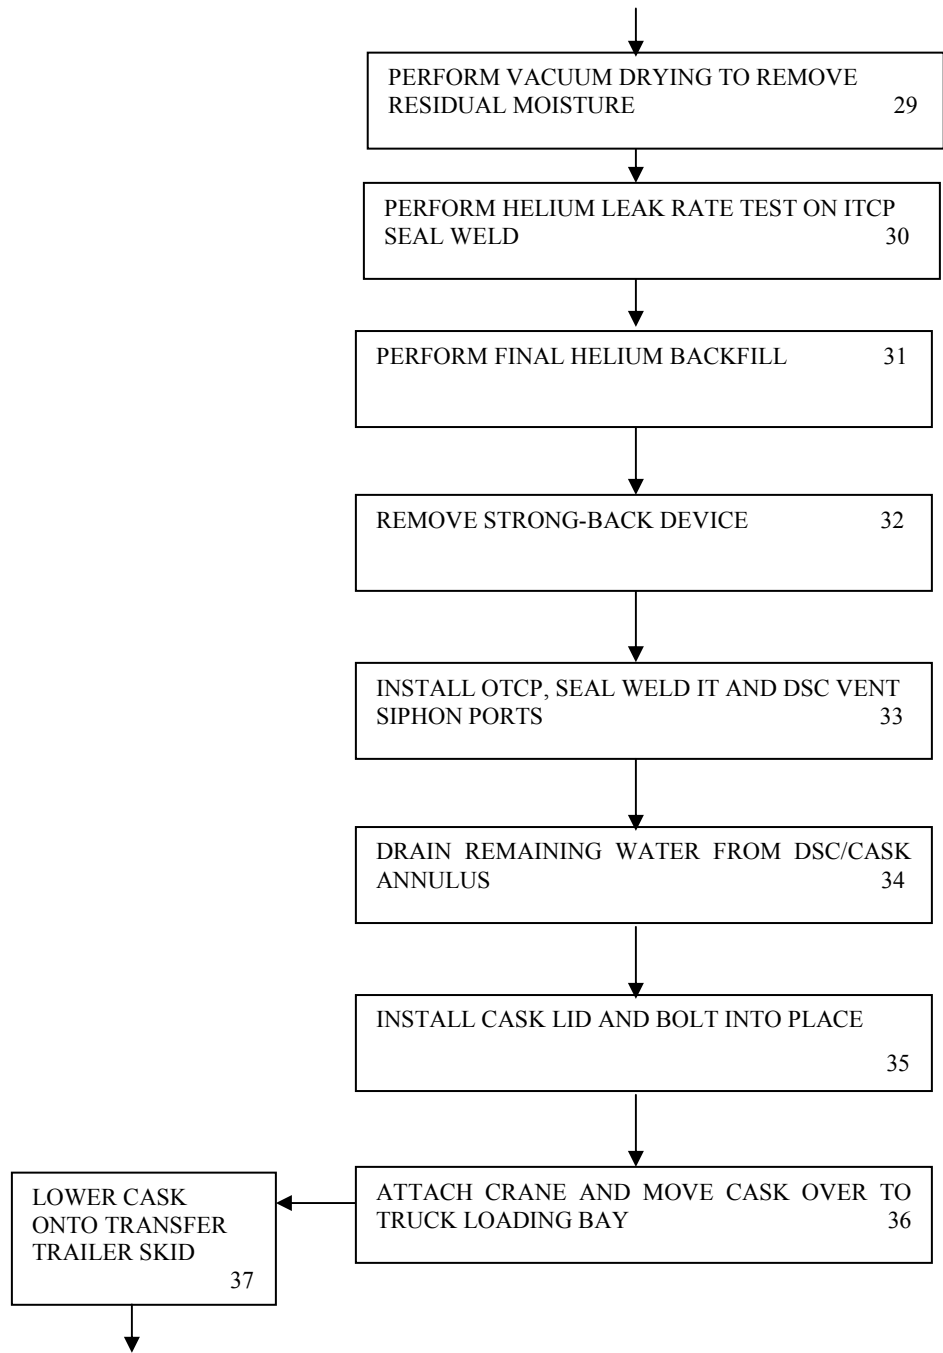 PERFORM VACUUM DRYING TO REMOVE
RESIDUAL MOISTURE 29
PERFORM HELIUM LEAK RATE TEST ON ITCP
SEAL WELD 30
PERFORM FINAL HELIUM BACKFILL 31
REMOVE STRONG-BACK DEVICE 32
INSTALL OTCP, SEAL WELD IT AND DSC VENT
SIPHON PORTS 33
DRAIN REMAINING WATER FROM DSC/CASK
ANNULUS 34
INSTALL CASK LID AND BOLT INTO PLACE
35
ATTACH CRANE AND MOVE CASK OVER TO
TRUCK LOADING BAY 36
LOWER CASK
ONTO TRANSFER
TRAILER SKID
37